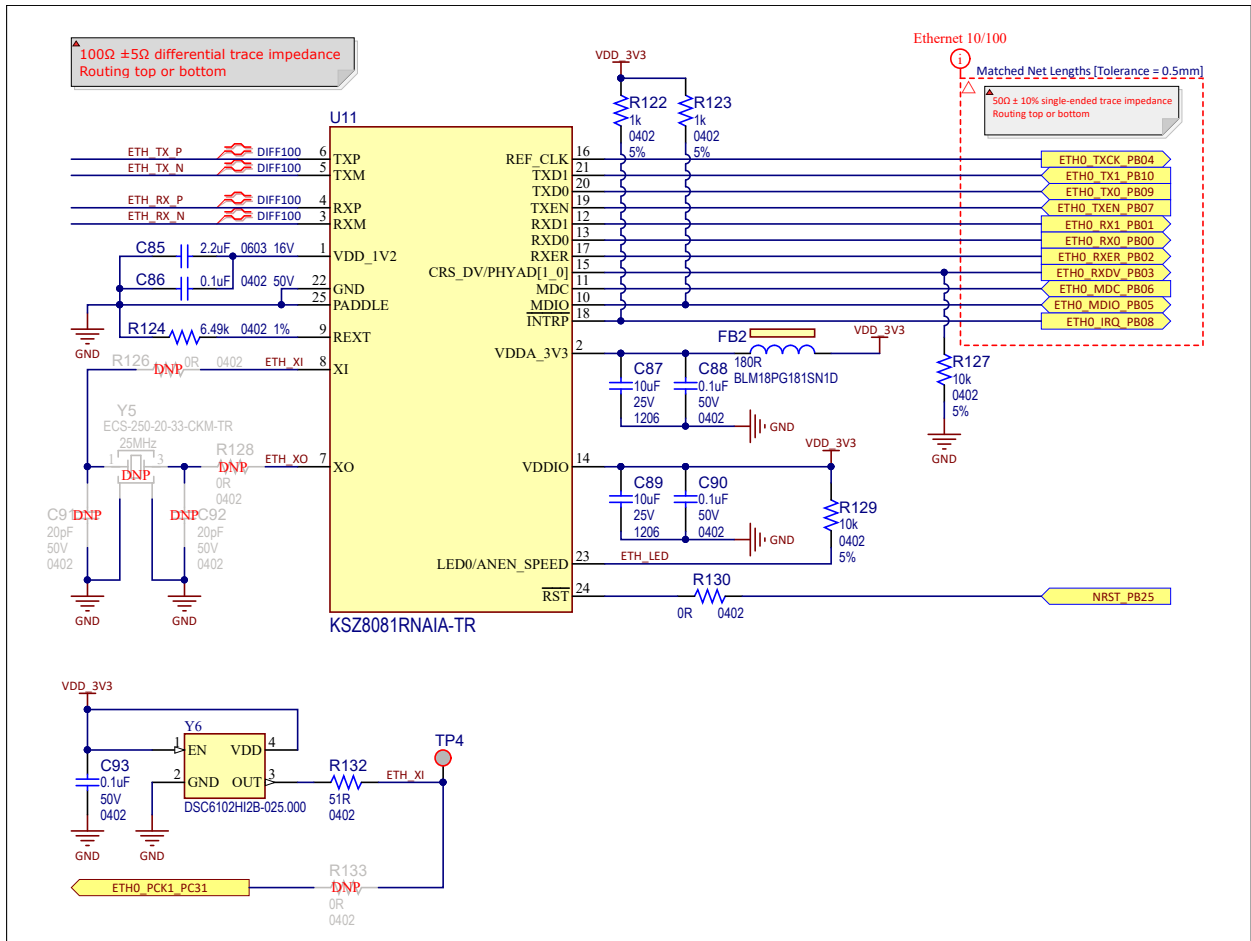 100Ω ±5Ω differential trace impedance
Routing top or bottom
Ethernet 10/100
i
Matched Net Lengths [Tolerance = 0.5mm]
50Ω ± 10% single-ended trace impedance
Routing top or bottom
VDD_3V3
R122
1k
0402
5%
R123
1k
0402
5%
U11
ETH_TX_P
DIFF100
6
TXP
ETH_TX_N
DIFF100
5
TXM
ETH_RX_P
DIFF100
4
RXP
ETH_RX_N
DIFF100
3
RXM
C85
2.2uF 0603 16V
1
VDD_1V2
C86
0.1uF 0402 50V
22
GND
25
PADDLE
GND
R124
6.49k 0402 1%
9
REXT
R126
DNP
0R 0402
ETH_XI
8
XI
Y5
ECS-250-20-33-CKM-TR
25MHz
1
3
DNP
R128
DNP
0R
0402
ETH_XO
7
XO
C91
DNP
20pF
50V
0402
DNP
C92
20pF
50V
0402
GND
GND
REF_CLK
16
ETH0_TXCK_PB04
TXD1
21
ETH0_TX1_PB10
TXD0
20
ETH0_TX0_PB09
TXEN
19
ETH0_TXEN_PB07
RXD1
12
ETH0_RX1_PB01
RXD0
13
ETH0_RX0_PB00
RXER
17
ETH0_RXER_PB02
CRS_DV/PHYAD[1_0]
15
ETH0_RXDV_PB03
MDC
11
ETH0_MDC_PB06
MDIO
10
ETH0_MDIO_PB05
INTRP
18
ETH0_IRQ_PB08
VDDA_3V3
2
FB2
180R
BLM18PG181SN1D
VDD_3V3
C87
10uF
25V
1206
C88
0.1uF
50V
0402
GND
R127
10k
0402
5%
GND
VDDIO
14
VDD_3V3
C89
10uF
25V
1206
C90
0.1uF
50V
0402
GND
R129
10k
0402
5%
LED0/ANEN_SPEED
23
ETH_LED
RST
24
R130
0R
0402
NRST_PB25
KSZ8081RNAIA-TR
VDD_3V3
Y6
1
EN
VDD
4
2
GND
OUT
3
DSC6102HI2B-025.000
C93
0.1uF
50V
0402
GND
GND
R132
51R
0402
ETH_XI
TP4
ETH0_PCK1_PC31
R133
DNP
0R
0402